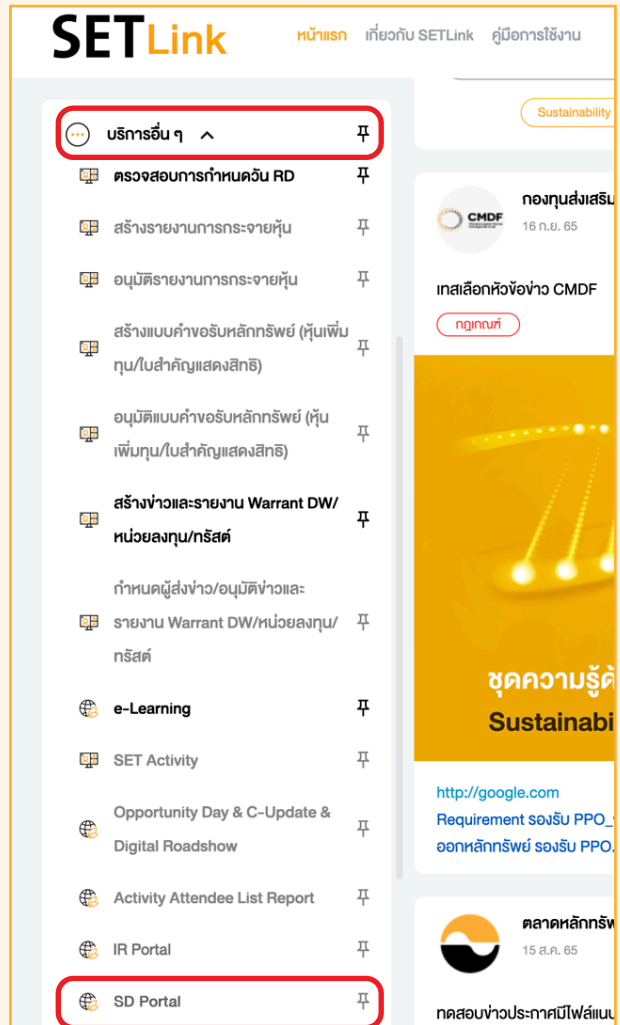 SETLink
หน้าแรก เกี่ยวกับ SETLink คู่มือการใช้งาน
บริการอื่น ๆ
ตรวจสอบการกำหนดวัน RD
สร้างรายงานการกระจายหุ้น
อนุมัติรายงานการกระจายหุ้น
สร้างแบบคำขอรับหลักทรัพย์ (หุ้นเพิ่ม
ทุน/ใบสำคัญแสดงสิทธิ)
อนุมัติแบบคำขอรับหลักทรัพย์ (หุ้น
เพิ่มทุน/ใบสำคัญแสดงสิทธิ)
สร้างข่าวและรายงาน Warrant DW/
หน่วยลงทุน/ทรัสต์
กำหนดผู้ส่งข่าว/อนุมัติข่าวและ
รายงาน Warrant DW/หน่วยลงทุน/
ทรัสต์
e-Learning
SET Activity
Opportunity Day & C-Update &
Digital Roadshow
Activity Attendee List Report
IR Portal
SD Portal
Sustainability
CMDF
กองทุนส่งเสริม
16 ก.ย. 65
เทสเลือกหัวข้อข่าว CMDF
กฎเกณฑ์
ชุดความรู้ด้
Sustainabi
http://google.com
Requirement รองรับ PPO_
ออกหลักทรัพย์ รองรับ PPO.
ตลาดหลักทรัพ
15 ส.ค. 65
ทดสอบข่าวประกาศมีไฟล์แนบ